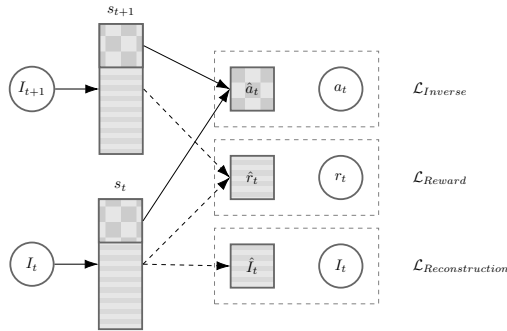 s_{t+1}
I_{t+1}
â_t
a_t
ℒ_{Inverse}
r̂_t
r_t
ℒ_{Reward}
s_t
I_t
Î_t
I_t
ℒ_{Reconstruction}